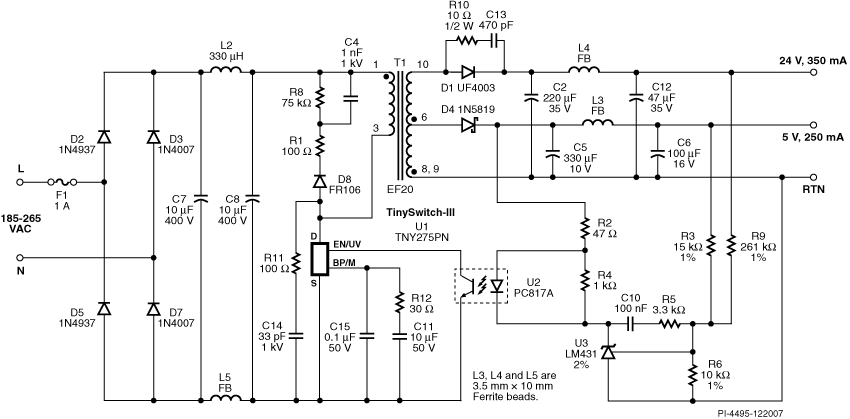 R10
10 Ω
1/2 W
C13
470 pF
L2
330 μH
C4
1 nF
1 kV
1
T1
10
L4
FB
24 V, 350 mA
D1 UF4003
R8
75 kΩ
C2
220 μF
35 V
C12
47 μF
35 V
L3
FB
D4 1N5819
6
3
5 V, 250 mA
D2
1N4937
D3
1N4007
R1
100 Ω
C5
330 μF
10 V
C6
100 μF
16 V
8, 9
L
F1
1 A
D8
FR106
EF20
RTN
C7
10 μF
400 V
C8
10 μF
400 V
185-265
VAC
TinySwitch-III
U1
TNY275PN
R2
47 Ω
R3
15 kΩ
1%
R9
261 kΩ
1%
D
EN/UV
BP/M
S
N
R11
100 Ω
R4
1 kΩ
U2
PC817A
D5
1N4937
D7
1N4007
R12
30 Ω
C10
100 nF
R5
3.3 kΩ
C14
33 pF
1 kV
C15
0.1 μF
50 V
C11
10 μF
50 V
U3
LM431
2%
R6
10 kΩ
1%
L5
FB
L3, L4 and L5 are
3.5 mm × 10 mm
Ferrite beads.
PI-4495-122007